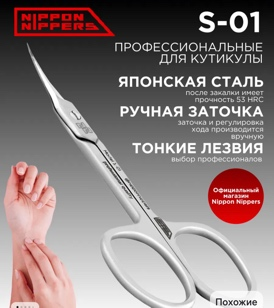 NIPPON
NIPPERS
S-01
ПРОФЕССИОНАЛЬНЫЕ
ДЛЯ КУТИКУЛЫ
ЯПОНСКАЯ СТАЛЬ
после закалки имеет
прочность 53 HRC
РУЧНАЯ ЗАТОЧКА
заточка и регулировка
хода производится
вручную
ТОНКИЕ ЛЕЗВИЯ
выбор профессионалов
Официальный
магазин
Nippon Nippers
Похожие